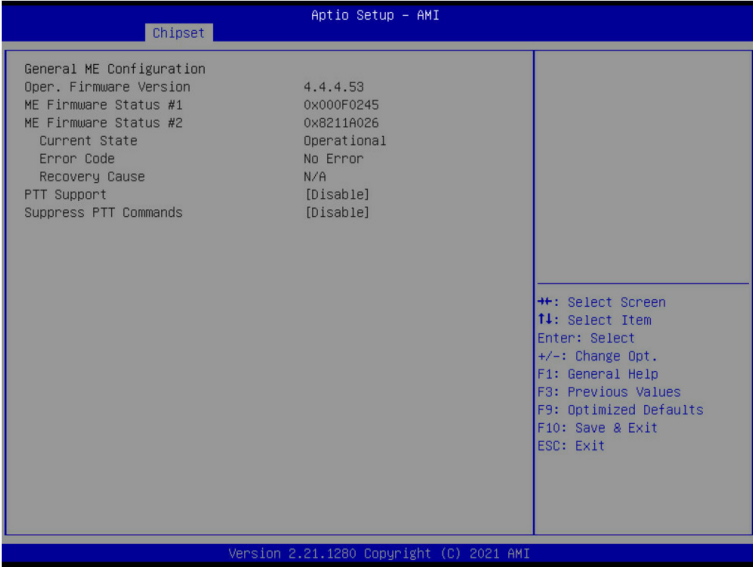 Aptio Setup – AMI
Chipset
General ME Configuration
Oper. Firmware Version 4.4.4.53
ME Firmware Status #1 0x000F0245
ME Firmware Status #2 0x8211A026
Current State Operational
Error Code No Error
Recovery Cause N/A
PTT Support [Disable]
Suppress PTT Commands [Disable]
→←: Select Screen
↑↓: Select Item
Enter: Select
+/-: Change Opt.
F1: General Help
F3: Previous Values
F9: Optimized Defaults
F10: Save & Exit
ESC: Exit
Version 2.21.1280 Copyright (C) 2021 AMI